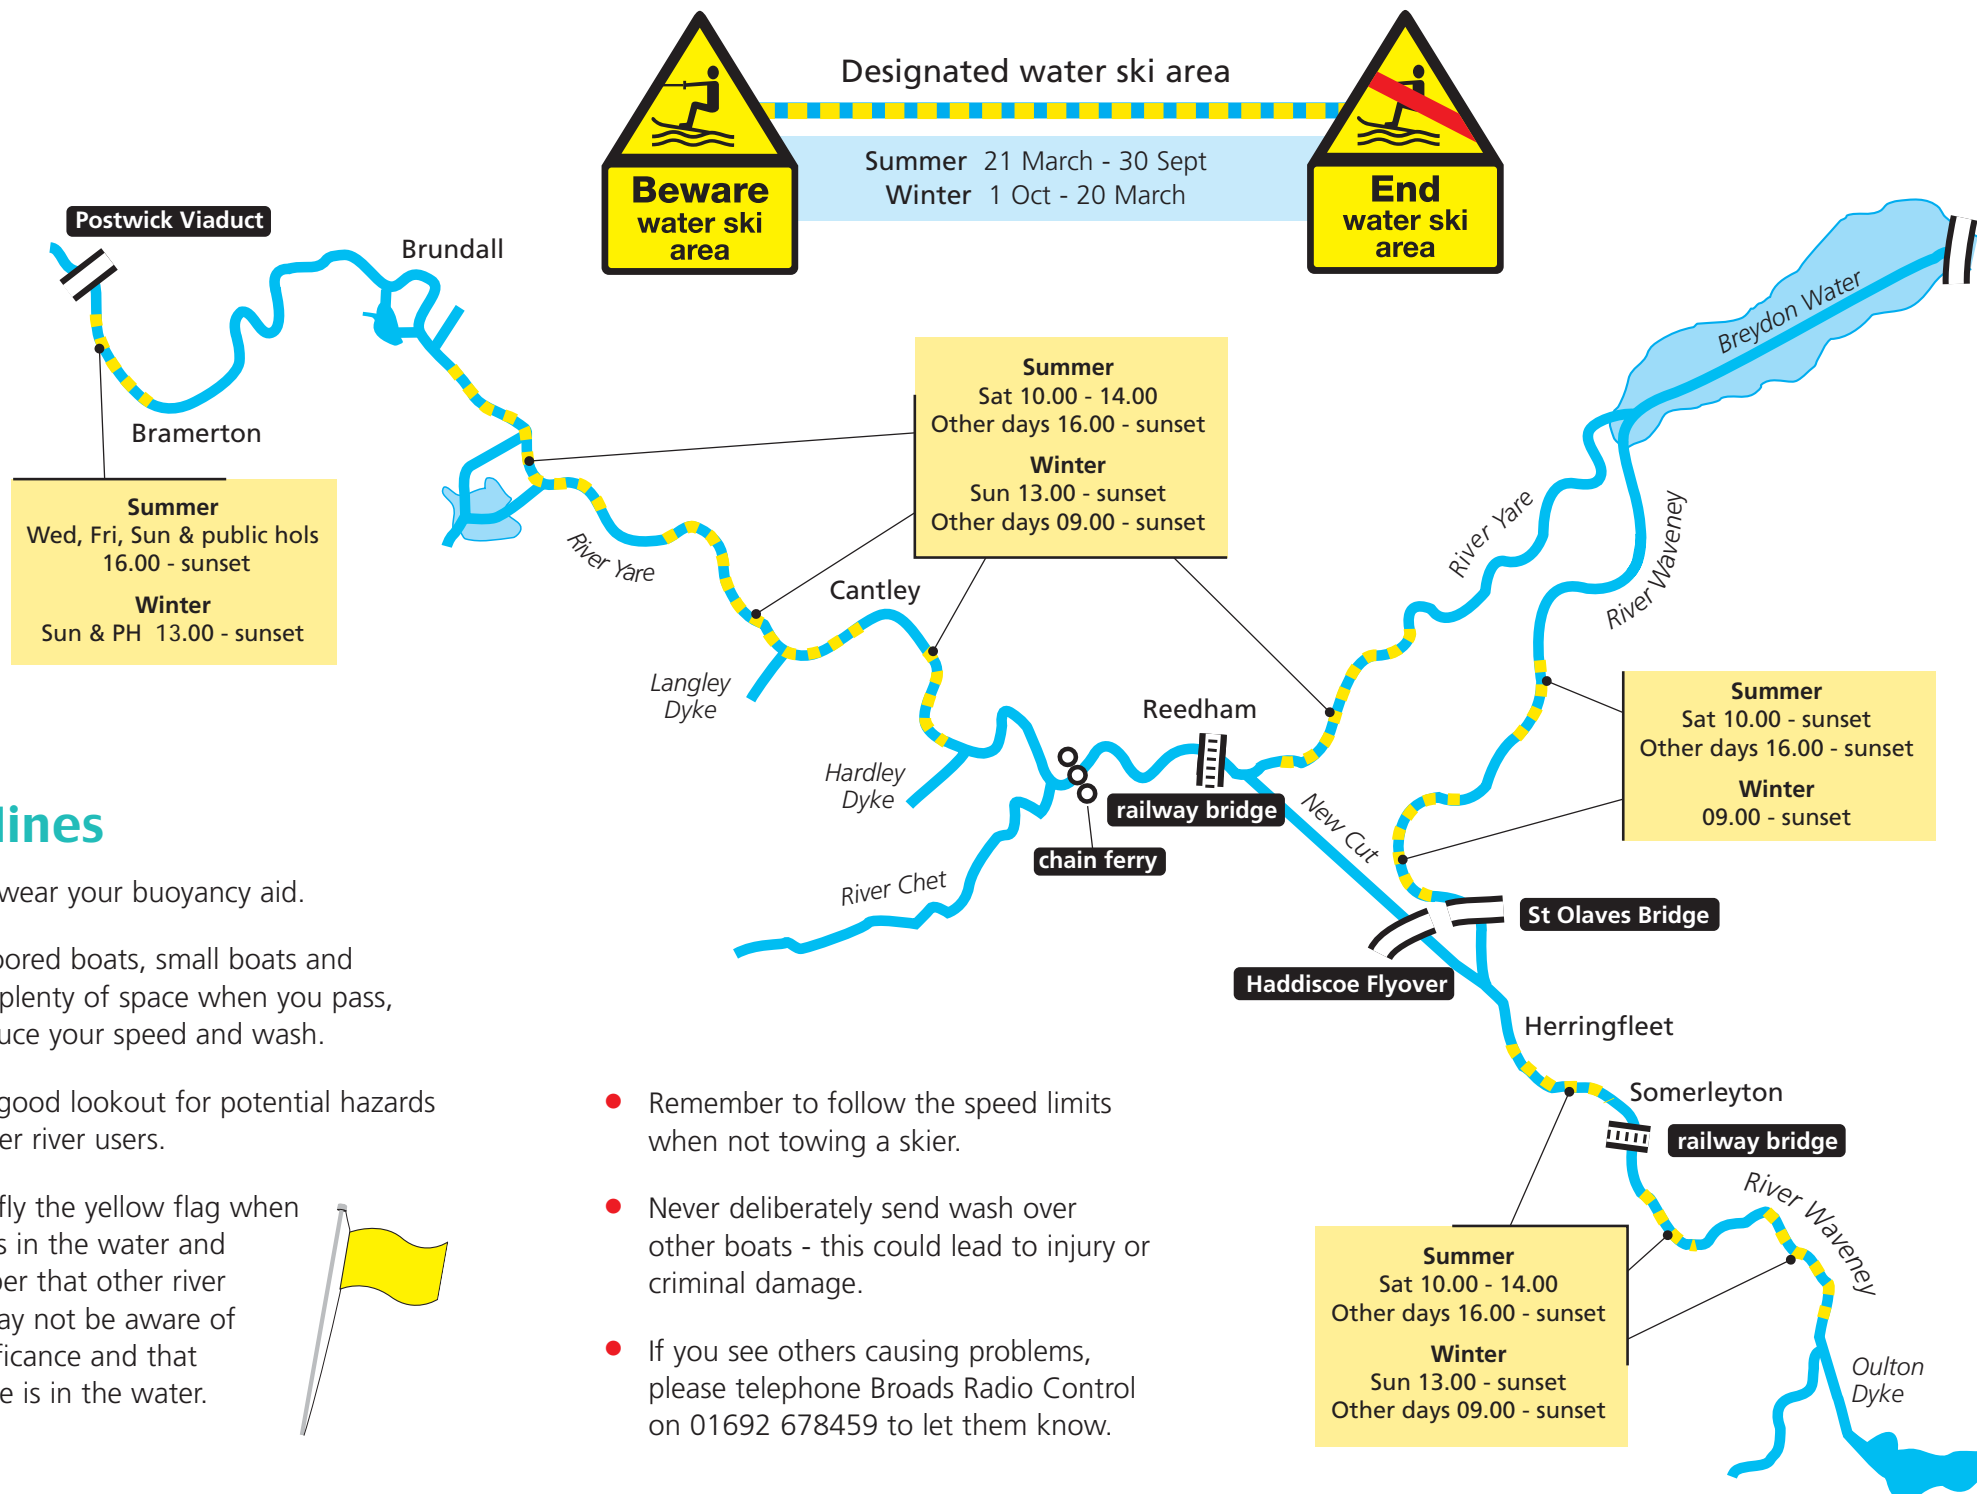 Designated water ski area
Summer 21 March - 30 Sept
Winter 1 Oct - 20 March
Beware
water ski
area
End
water ski
area
Postwick Viaduct
Brundall
Bramerton
Breydon Water
Summer
Wed, Fri, Sun & public hols
16.00 - sunset
Winter
Sun & PH 13.00 - sunset
Summer
Sat 10.00 - 14.00
Other days 16.00 - sunset
Winter
Sun 13.00 - sunset
Other days 09.00 - sunset
River Yare
Cantley
Langley
Dyke
Hardley
Dyke
Reedham
railway bridge
chain ferry
River Chet
New Cut
River Yare
River Waveney
Summer
Sat 10.00 - sunset
Other days 16.00 - sunset
Winter
09.00 - sunset
St Olaves Bridge
Haddiscoe Flyover
Herringfleet
Somerleyton
railway bridge
River Waveney
Summer
Sat 10.00 - 14.00
Other days 16.00 - sunset
Winter
Sun 13.00 - sunset
Other days 09.00 - sunset
Oulton
Dyke
lines
wear your buoyancy aid.
oored boats, small boats and
plenty of space when you pass,
uce your speed and wash.
good lookout for potential hazards
er river users.
fly the yellow flag when
s in the water and
ber that other river
ay not be aware of
ficance and that
e is in the water.
Remember to follow the speed limits
when not towing a skier.
Never deliberately send wash over
other boats - this could lead to injury or
criminal damage.
If you see others causing problems,
please telephone Broads Radio Control
on 01692 678459 to let them know.